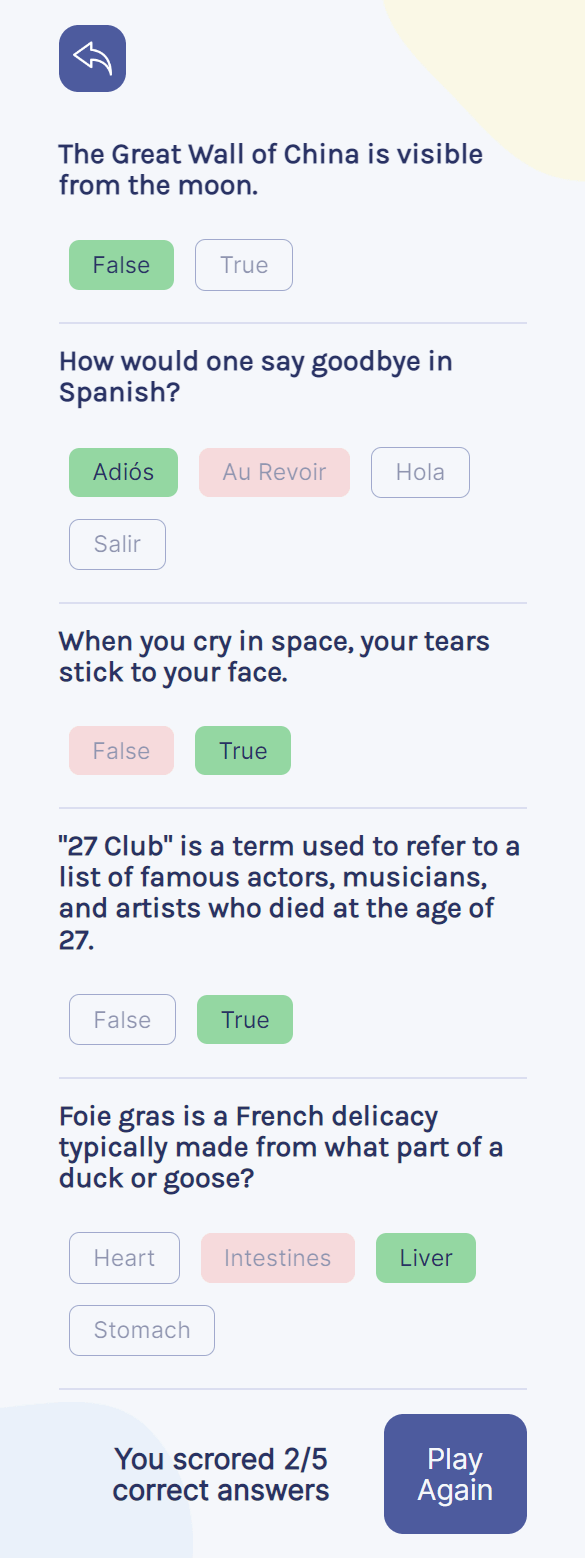 The Great Wall of China is visible
from the moon.
False True
How would one say goodbye in
Spanish?
Adiós Au Revoir Hola
Salir
When you cry in space, your tears
stick to your face.
False True
"27 Club" is a term used to refer to a
list of famous actors, musicians,
and artists who died at the age of
27.
False True
Foie gras is a French delicacy
typically made from what part of a
duck or goose?
Heart Intestines Liver
Stomach
You scrored 2/5
correct answers
Play
Again